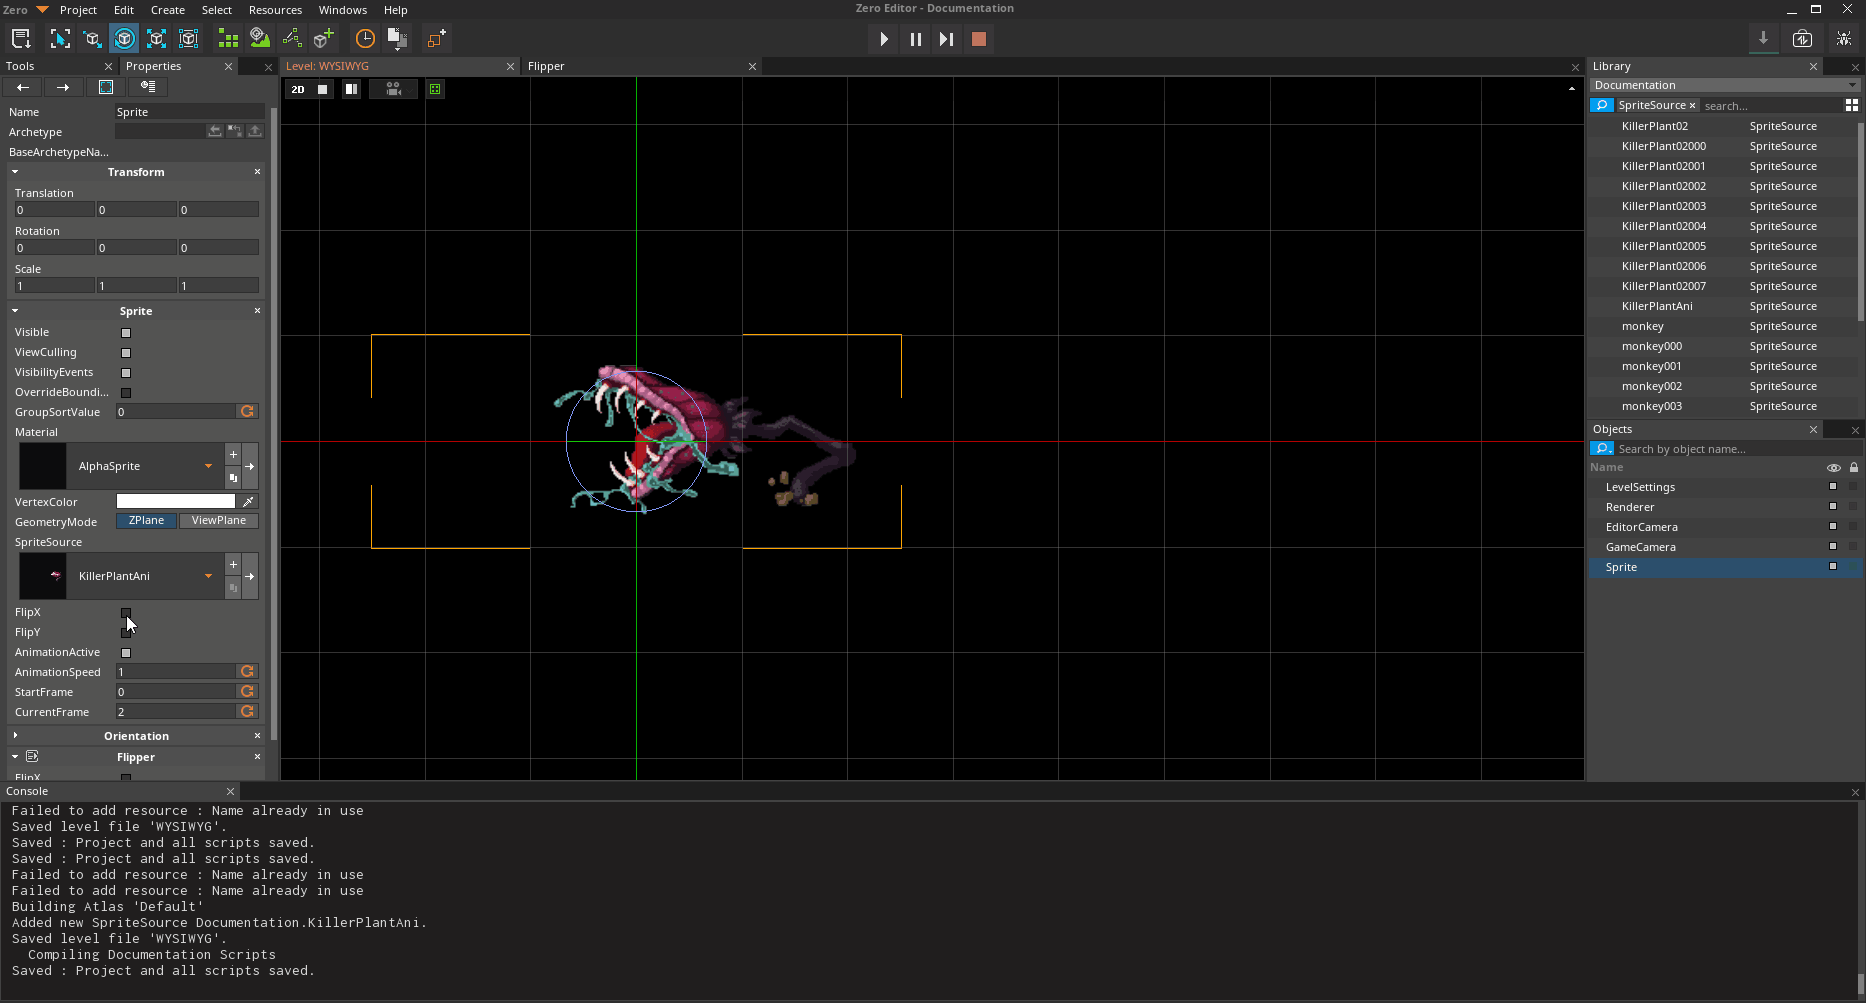 Zero Project Edit Create Select Resources Windows Help
Zero Editor - Documentation
Tools
Properties
Name Sprite
Archetype
BaseArchetypeNa...
Transform
Translation
0 0 0
Rotation
0 0 0
Scale
1 1 1
Sprite
Visible
ViewCulling
VisibilityEvents
OverrideBoundi...
GroupSortValue 0
Material
AlphaSprite
VertexColor
GeometryMode ZPlane ViewPlane
SpriteSource
KillerPlantAni
FlipX
FlipY
AnimationActive
AnimationSpeed 1
StartFrame 0
CurrentFrame 2
Orientation
Flipper
FlipX
Level: WYSIWYG
Flipper
2D
Library
Documentation
SpriteSource × search...
KillerPlant02 SpriteSource
KillerPlant02000 SpriteSource
KillerPlant02001 SpriteSource
KillerPlant02002 SpriteSource
KillerPlant02003 SpriteSource
KillerPlant02004 SpriteSource
KillerPlant02005 SpriteSource
KillerPlant02006 SpriteSource
KillerPlant02007 SpriteSource
KillerPlantAni SpriteSource
monkey SpriteSource
monkey000 SpriteSource
monkey001 SpriteSource
monkey002 SpriteSource
monkey003 SpriteSource
Objects
Search by object name...
Name
LevelSettings
Renderer
EditorCamera
GameCamera
Sprite
Console
Failed to add resource : Name already in use
Saved level file 'WYSIWYG'.
Saved : Project and all scripts saved.
Saved : Project and all scripts saved.
Failed to add resource : Name already in use
Failed to add resource : Name already in use
Building Atlas 'Default'
Added new SpriteSource Documentation.KillerPlantAni.
Saved level file 'WYSIWYG'.
Compiling Documentation Scripts
Saved : Project and all scripts saved.